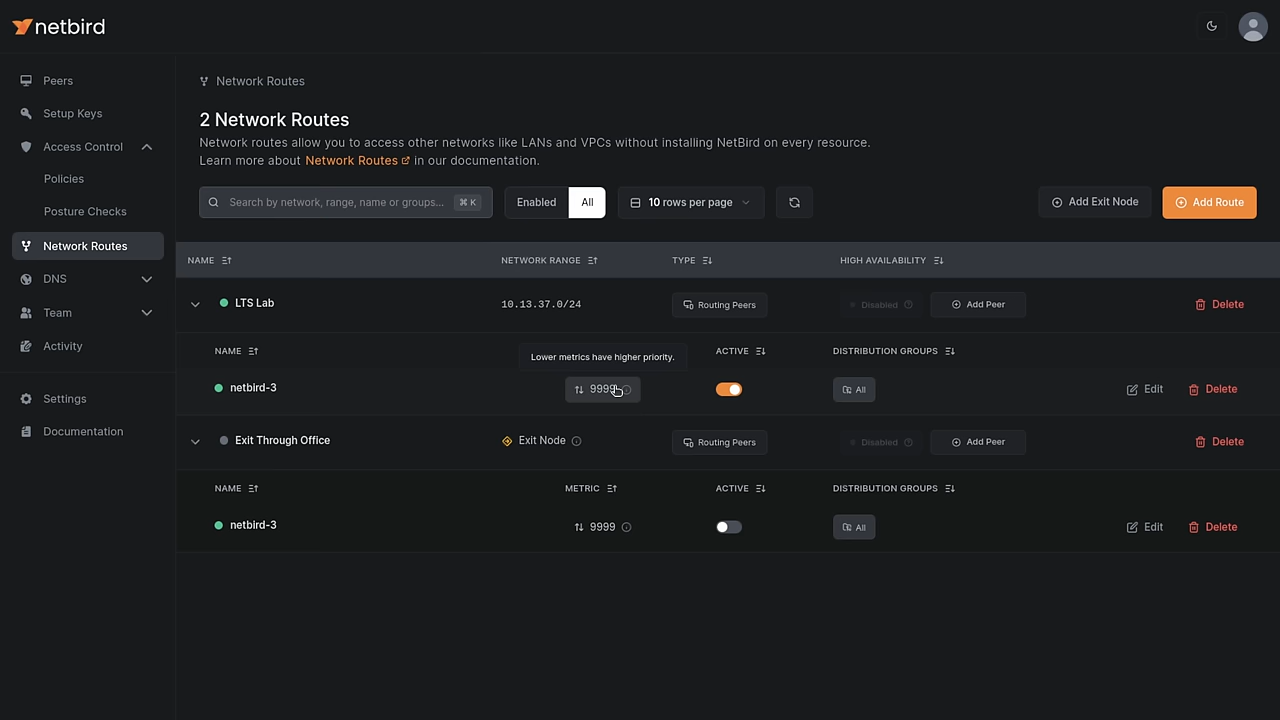 netbird
Peers
Setup Keys
Access Control
Policies
Posture Checks
Network Routes
DNS
Team
Activity
Settings
Documentation
Network Routes
2 Network Routes
Network routes allow you to access other networks like LANs and VPCs without installing NetBird on every resource.
Learn more about Network Routes in our documentation.
Search by network, range, name or groups... ⌘ K Enabled All 10 rows per page Add Exit Node Add Route
NAME NETWORK RANGE TYPE HIGH AVAILABILITY
LTS Lab 10.13.37.0/24 Routing Peers Disabled Add Peer Delete
NAME ACTIVE DISTRIBUTION GROUPS
Lower metrics have higher priority.
netbird-3 9999 All Edit Delete
Exit Through Office Exit Node Routing Peers Disabled Add Peer Delete
NAME METRIC ACTIVE DISTRIBUTION GROUPS
netbird-3 9999 All Edit Delete